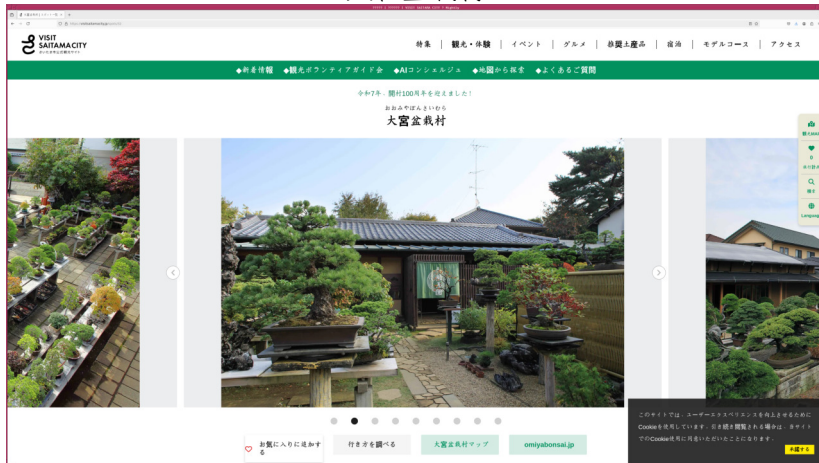 VISIT
SAITAMA CITY
特集 | 観光・体験 | イベント | グルメ | 推奨土産品 | 宿泊 | モデルコース | アクセス
◆新着情報 ◆観光ボランティアガイド会 ◆AIコンシェルジュ ◆地図から探す ◆よくあるご質問
令和7年、開村100周年を迎えました！
おおみやぼんさいむら
大宮盆栽村
0
Language
お気に入りに追加する
行き方を調べる
大宮盆栽村マップ
omiyabonsai.jp
このサイトでは、ユーザーエクスペリエンスを向上させるために
Cookieを使用しています。引き続き閲覧される場合は、当サイト
でのCookie使用に同意いただいたことになります。
承諾する